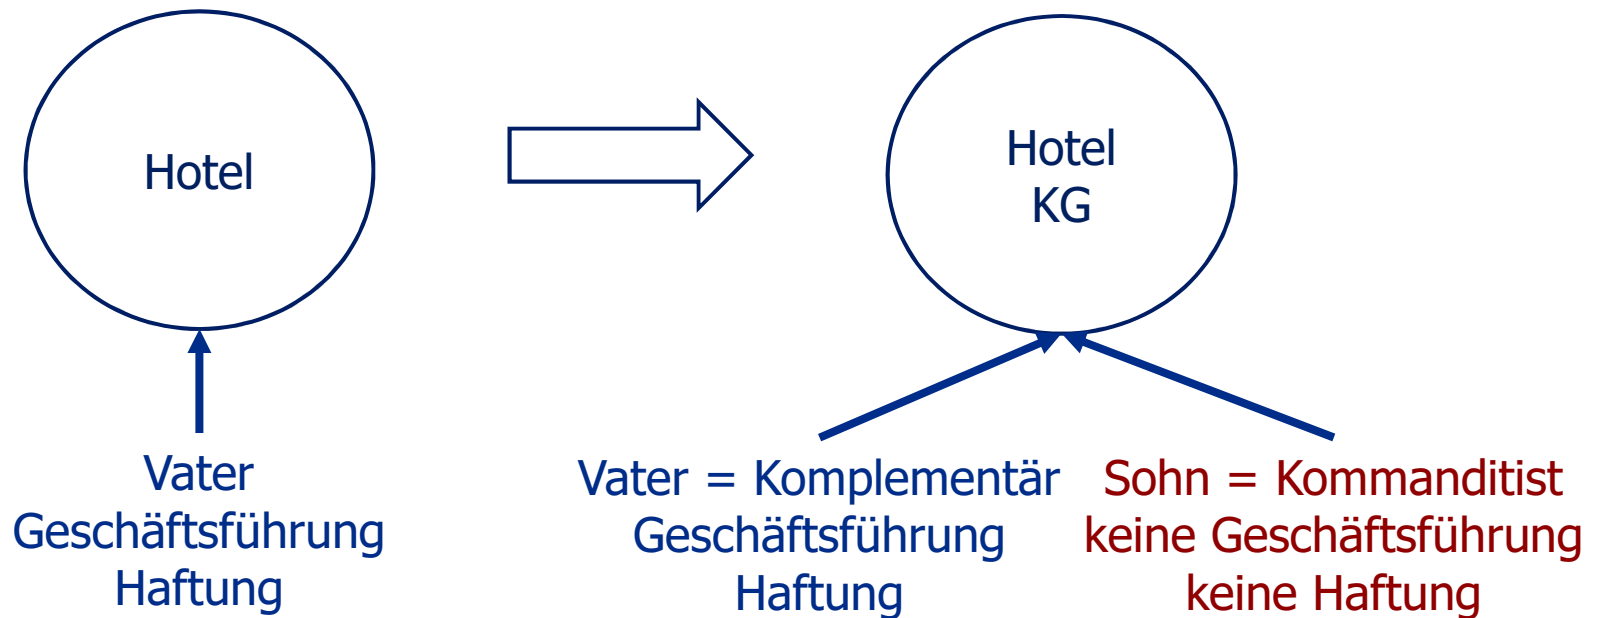 Hotel
Hotel
KG
Vater
Geschäftsführung
Haftung
Vater = Komplementär
Geschäftsführung
Haftung
Sohn = Kommanditist
keine Geschäftsführung
keine Haftung